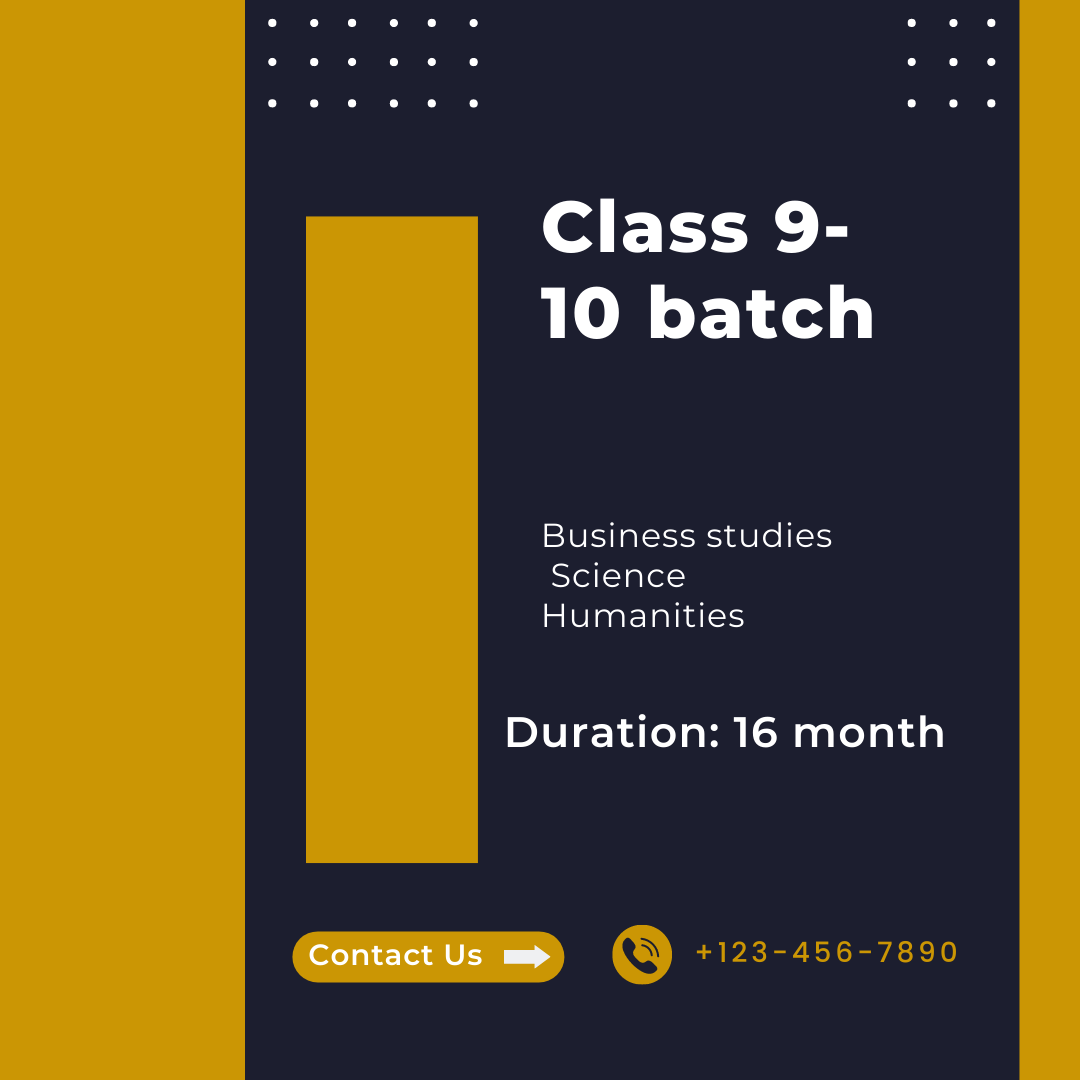 Class 9-
10 batch
Business studies
Science
Humanities
Duration: 16 month
Contact Us
+123-456-7890